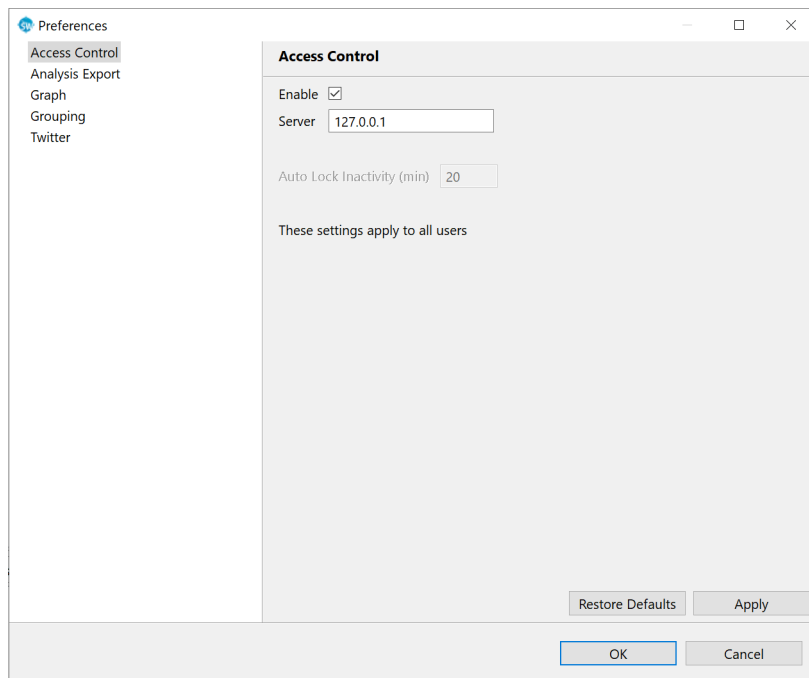 SW Preferences
Access Control
Analysis Export
Graph
Grouping
Twitter
Access Control
Enable
Server 127.0.0.1
Auto Lock Inactivity (min) 20
These settings apply to all users
Restore Defaults Apply
OK Cancel